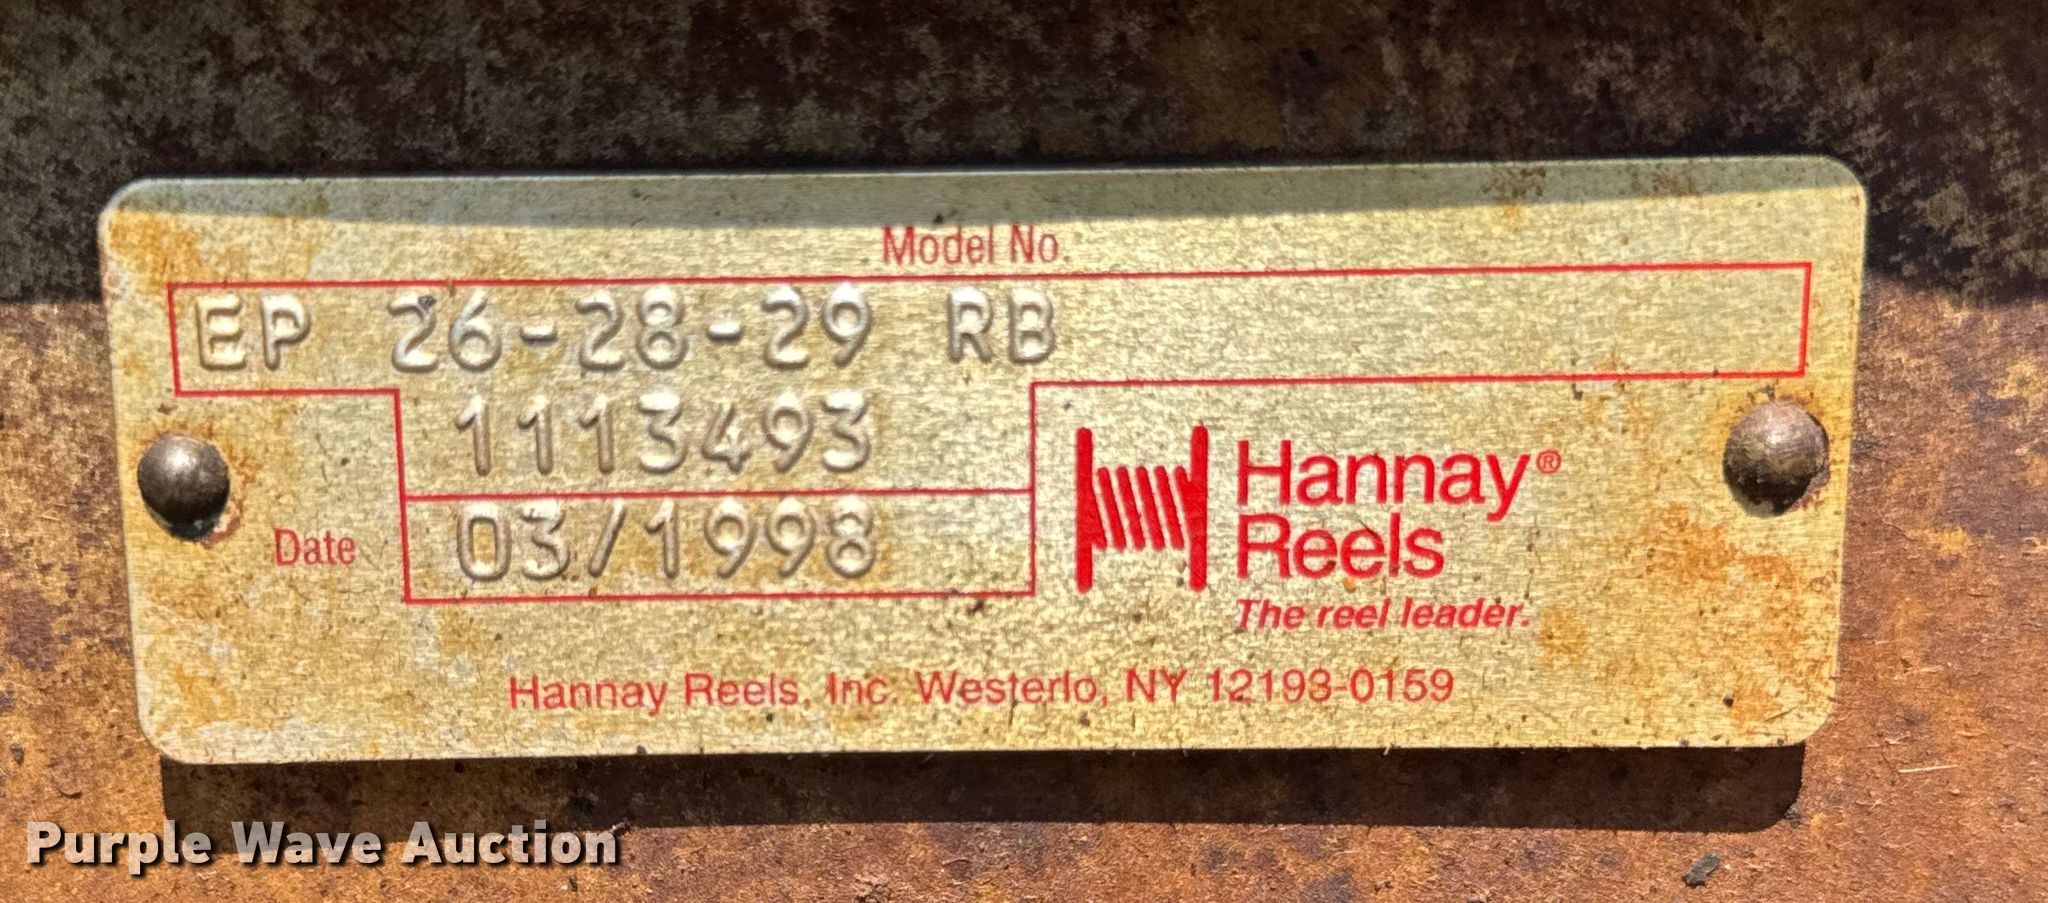 Model No.
EP 26-28-29 RB
1113493
Date 03/1998
Hannay®
Reels
The reel leader.
Hannay Reels, Inc. Westerlo, NY 12193-0159
Purple Wave Auction